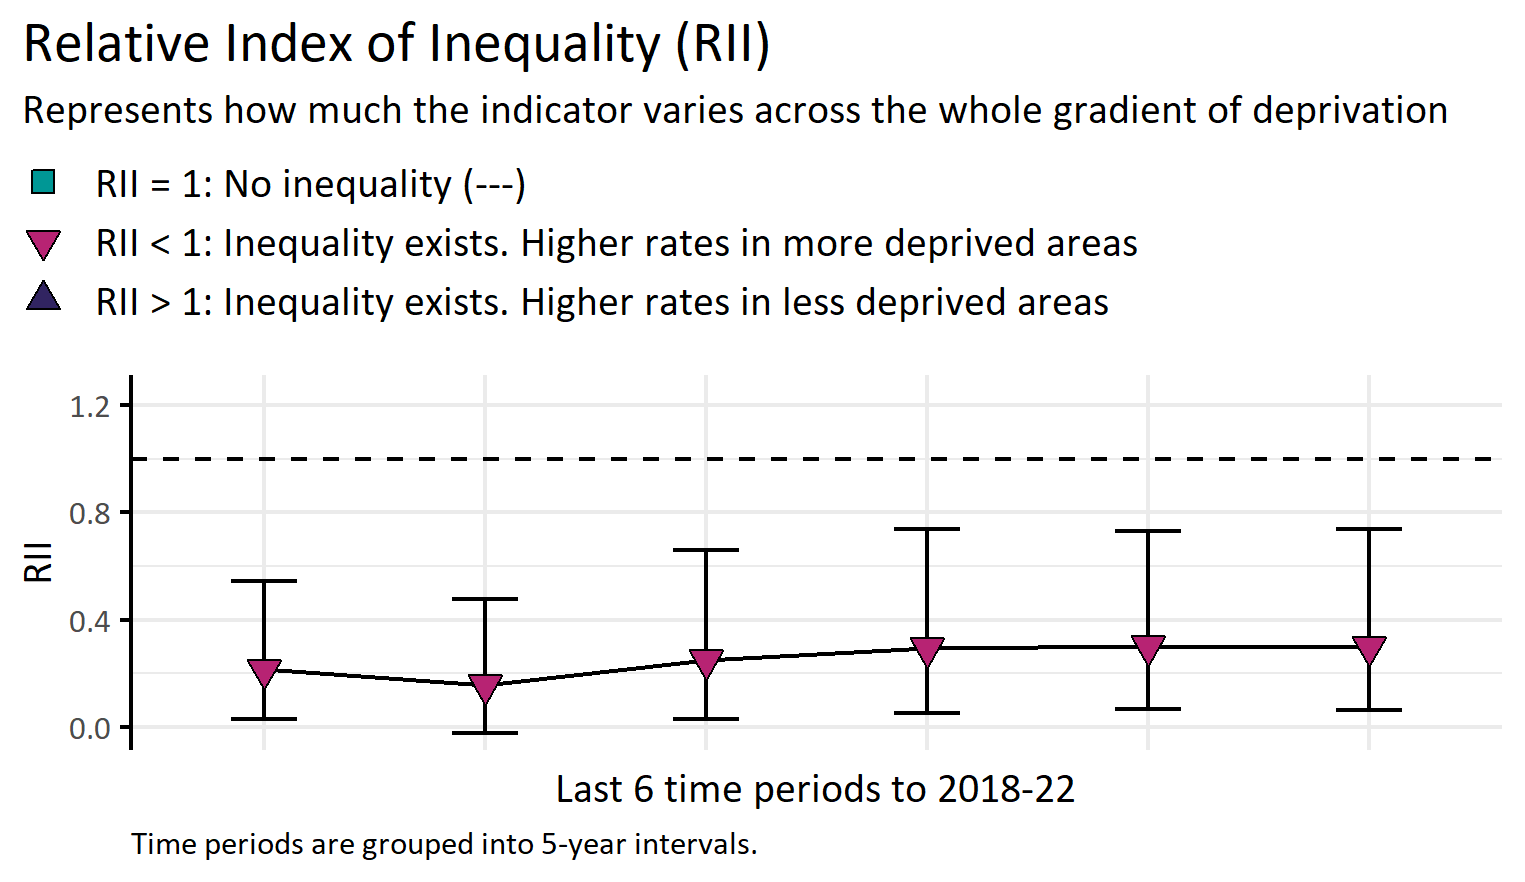 Relative Index of Inequality (RII)
Represents how much the indicator varies across the whole gradient of deprivation
RII = 1: No inequality (---)
RII < 1: Inequality exists. Higher rates in more deprived areas
RII > 1: Inequality exists. Higher rates in less deprived areas
1.2
0.8
0.4
0.0
RII
Last 6 time periods to 2018-22
Time periods are grouped into 5-year intervals.